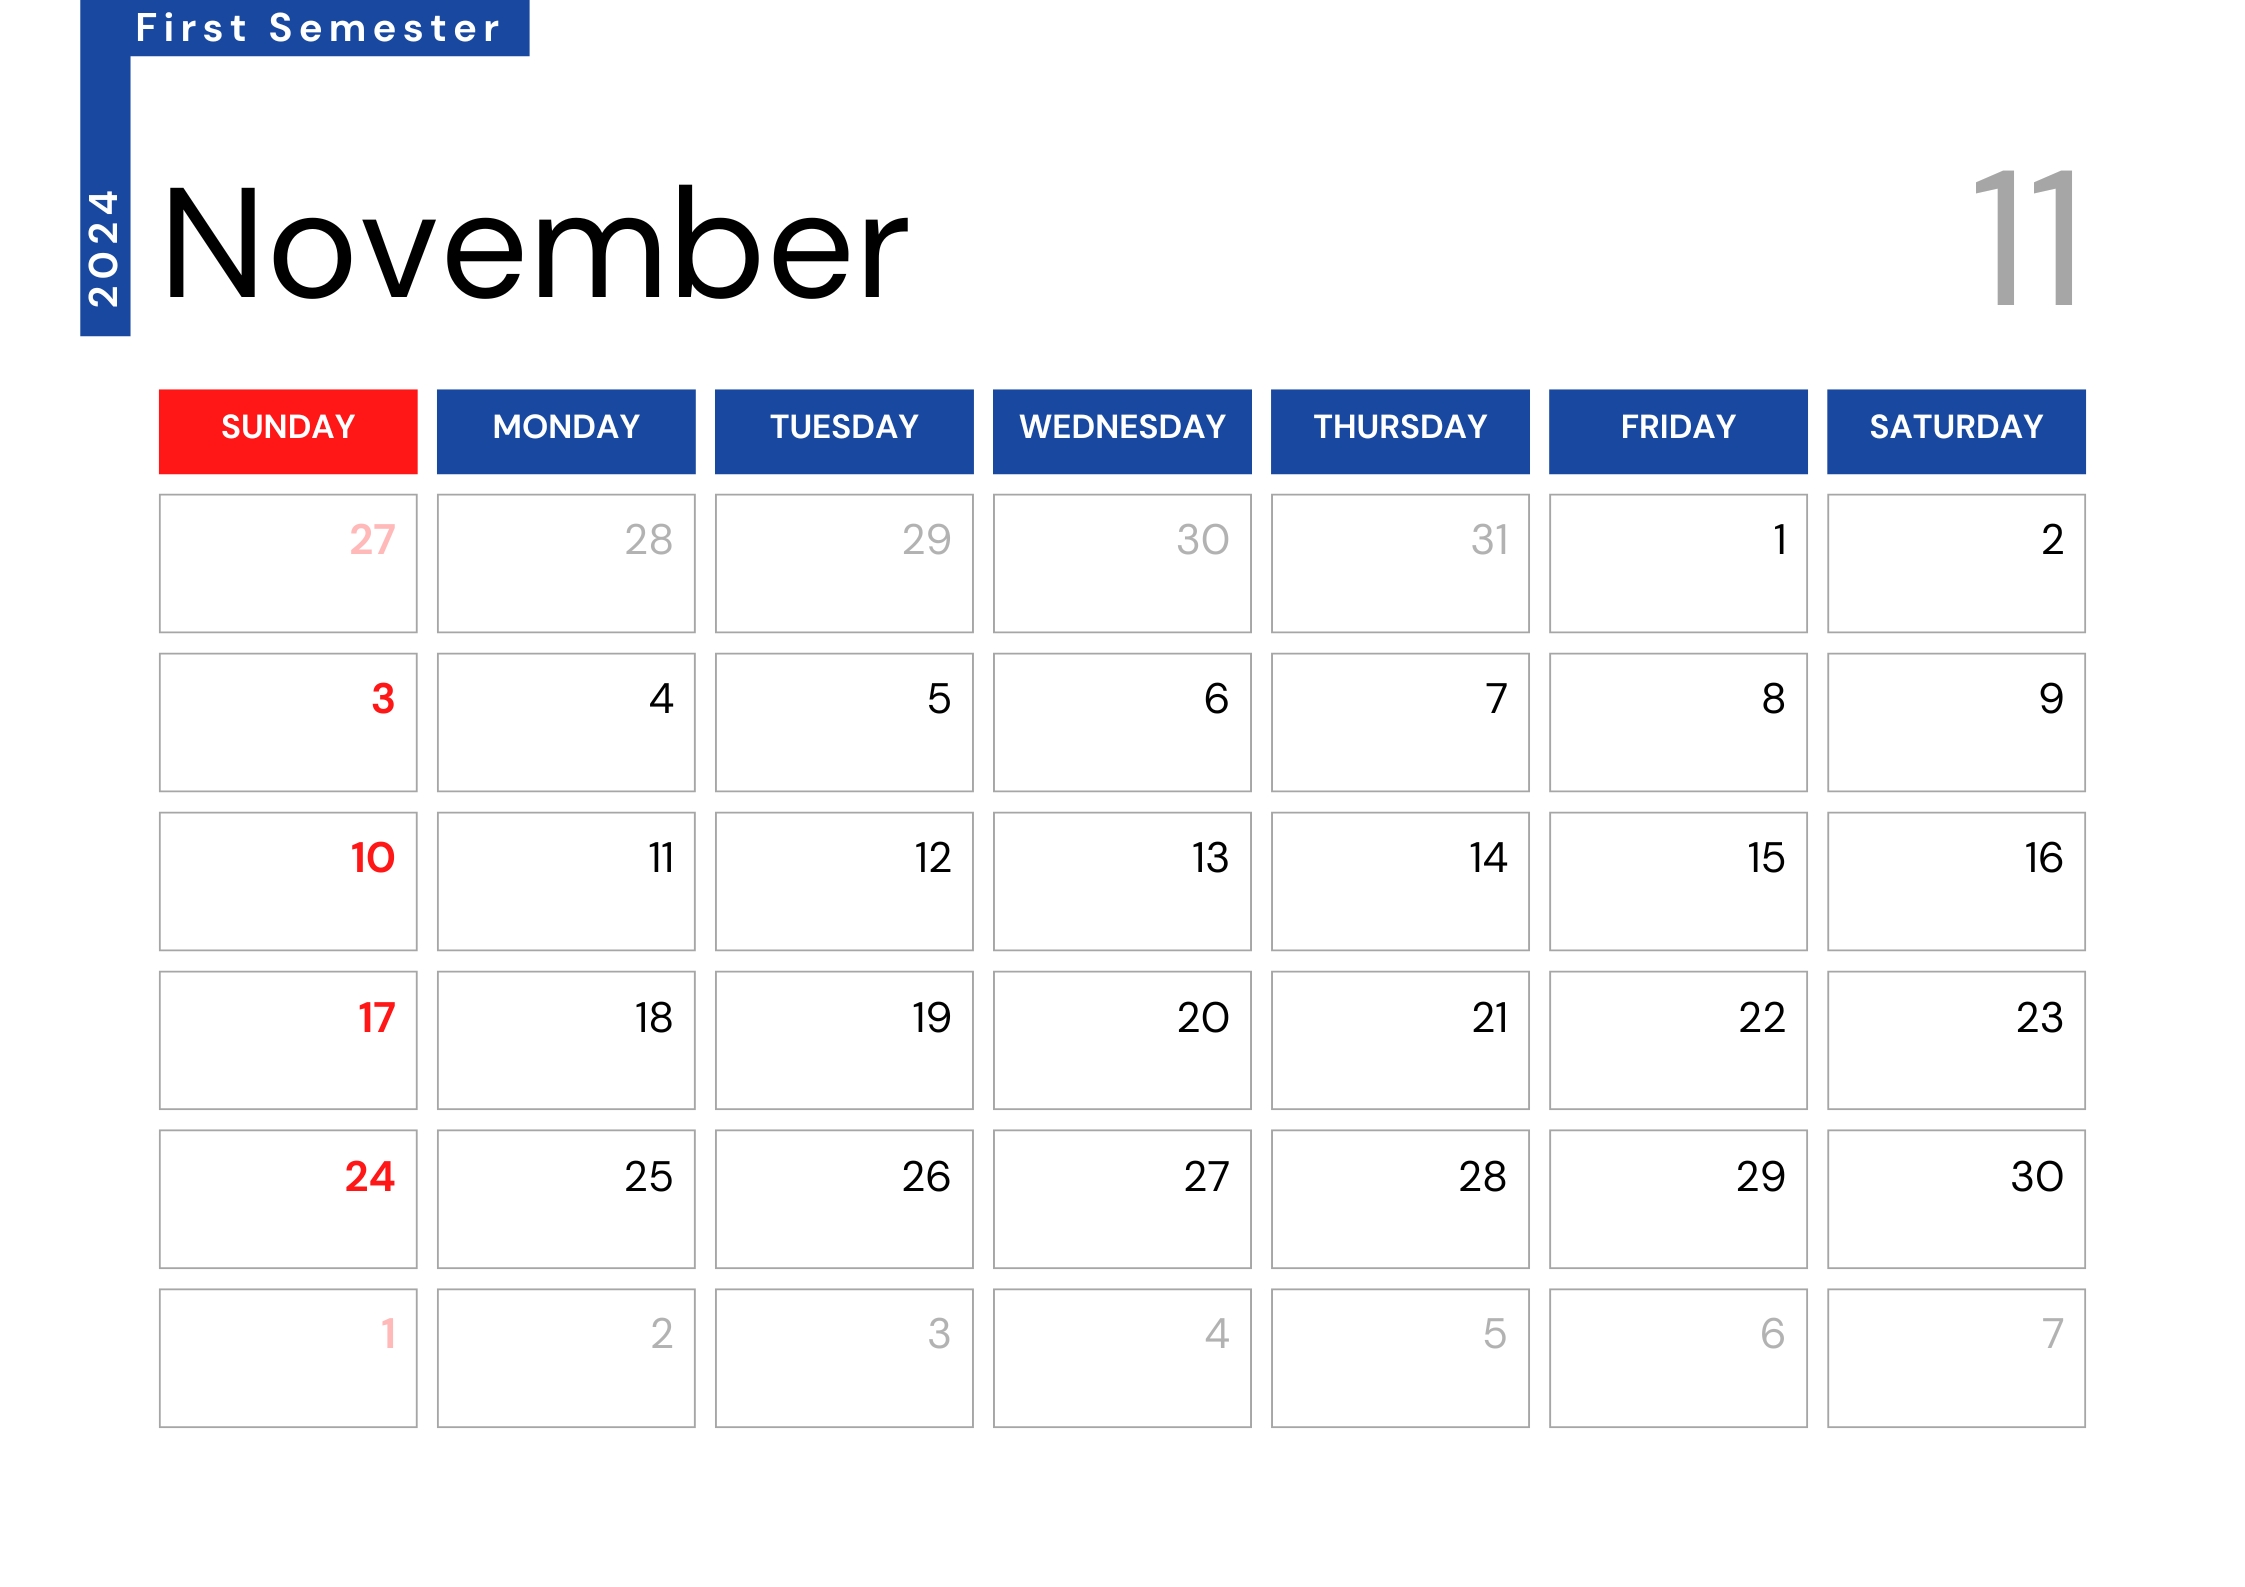 First Semester
2024
November
11
SUNDAY MONDAY TUESDAY WEDNESDAY THURSDAY FRIDAY SATURDAY
27 28 29 30 31 1 2
3 4 5 6 7 8 9
10 11 12 13 14 15 16
17 18 19 20 21 22 23
24 25 26 27 28 29 30
1 2 3 4 5 6 7